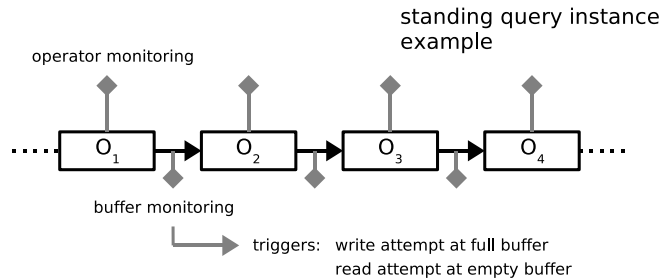 standing query instance
example
operator monitoring
O1 O2 O3 O4
buffer monitoring
triggers: write attempt at full buffer
read attempt at empty buffer